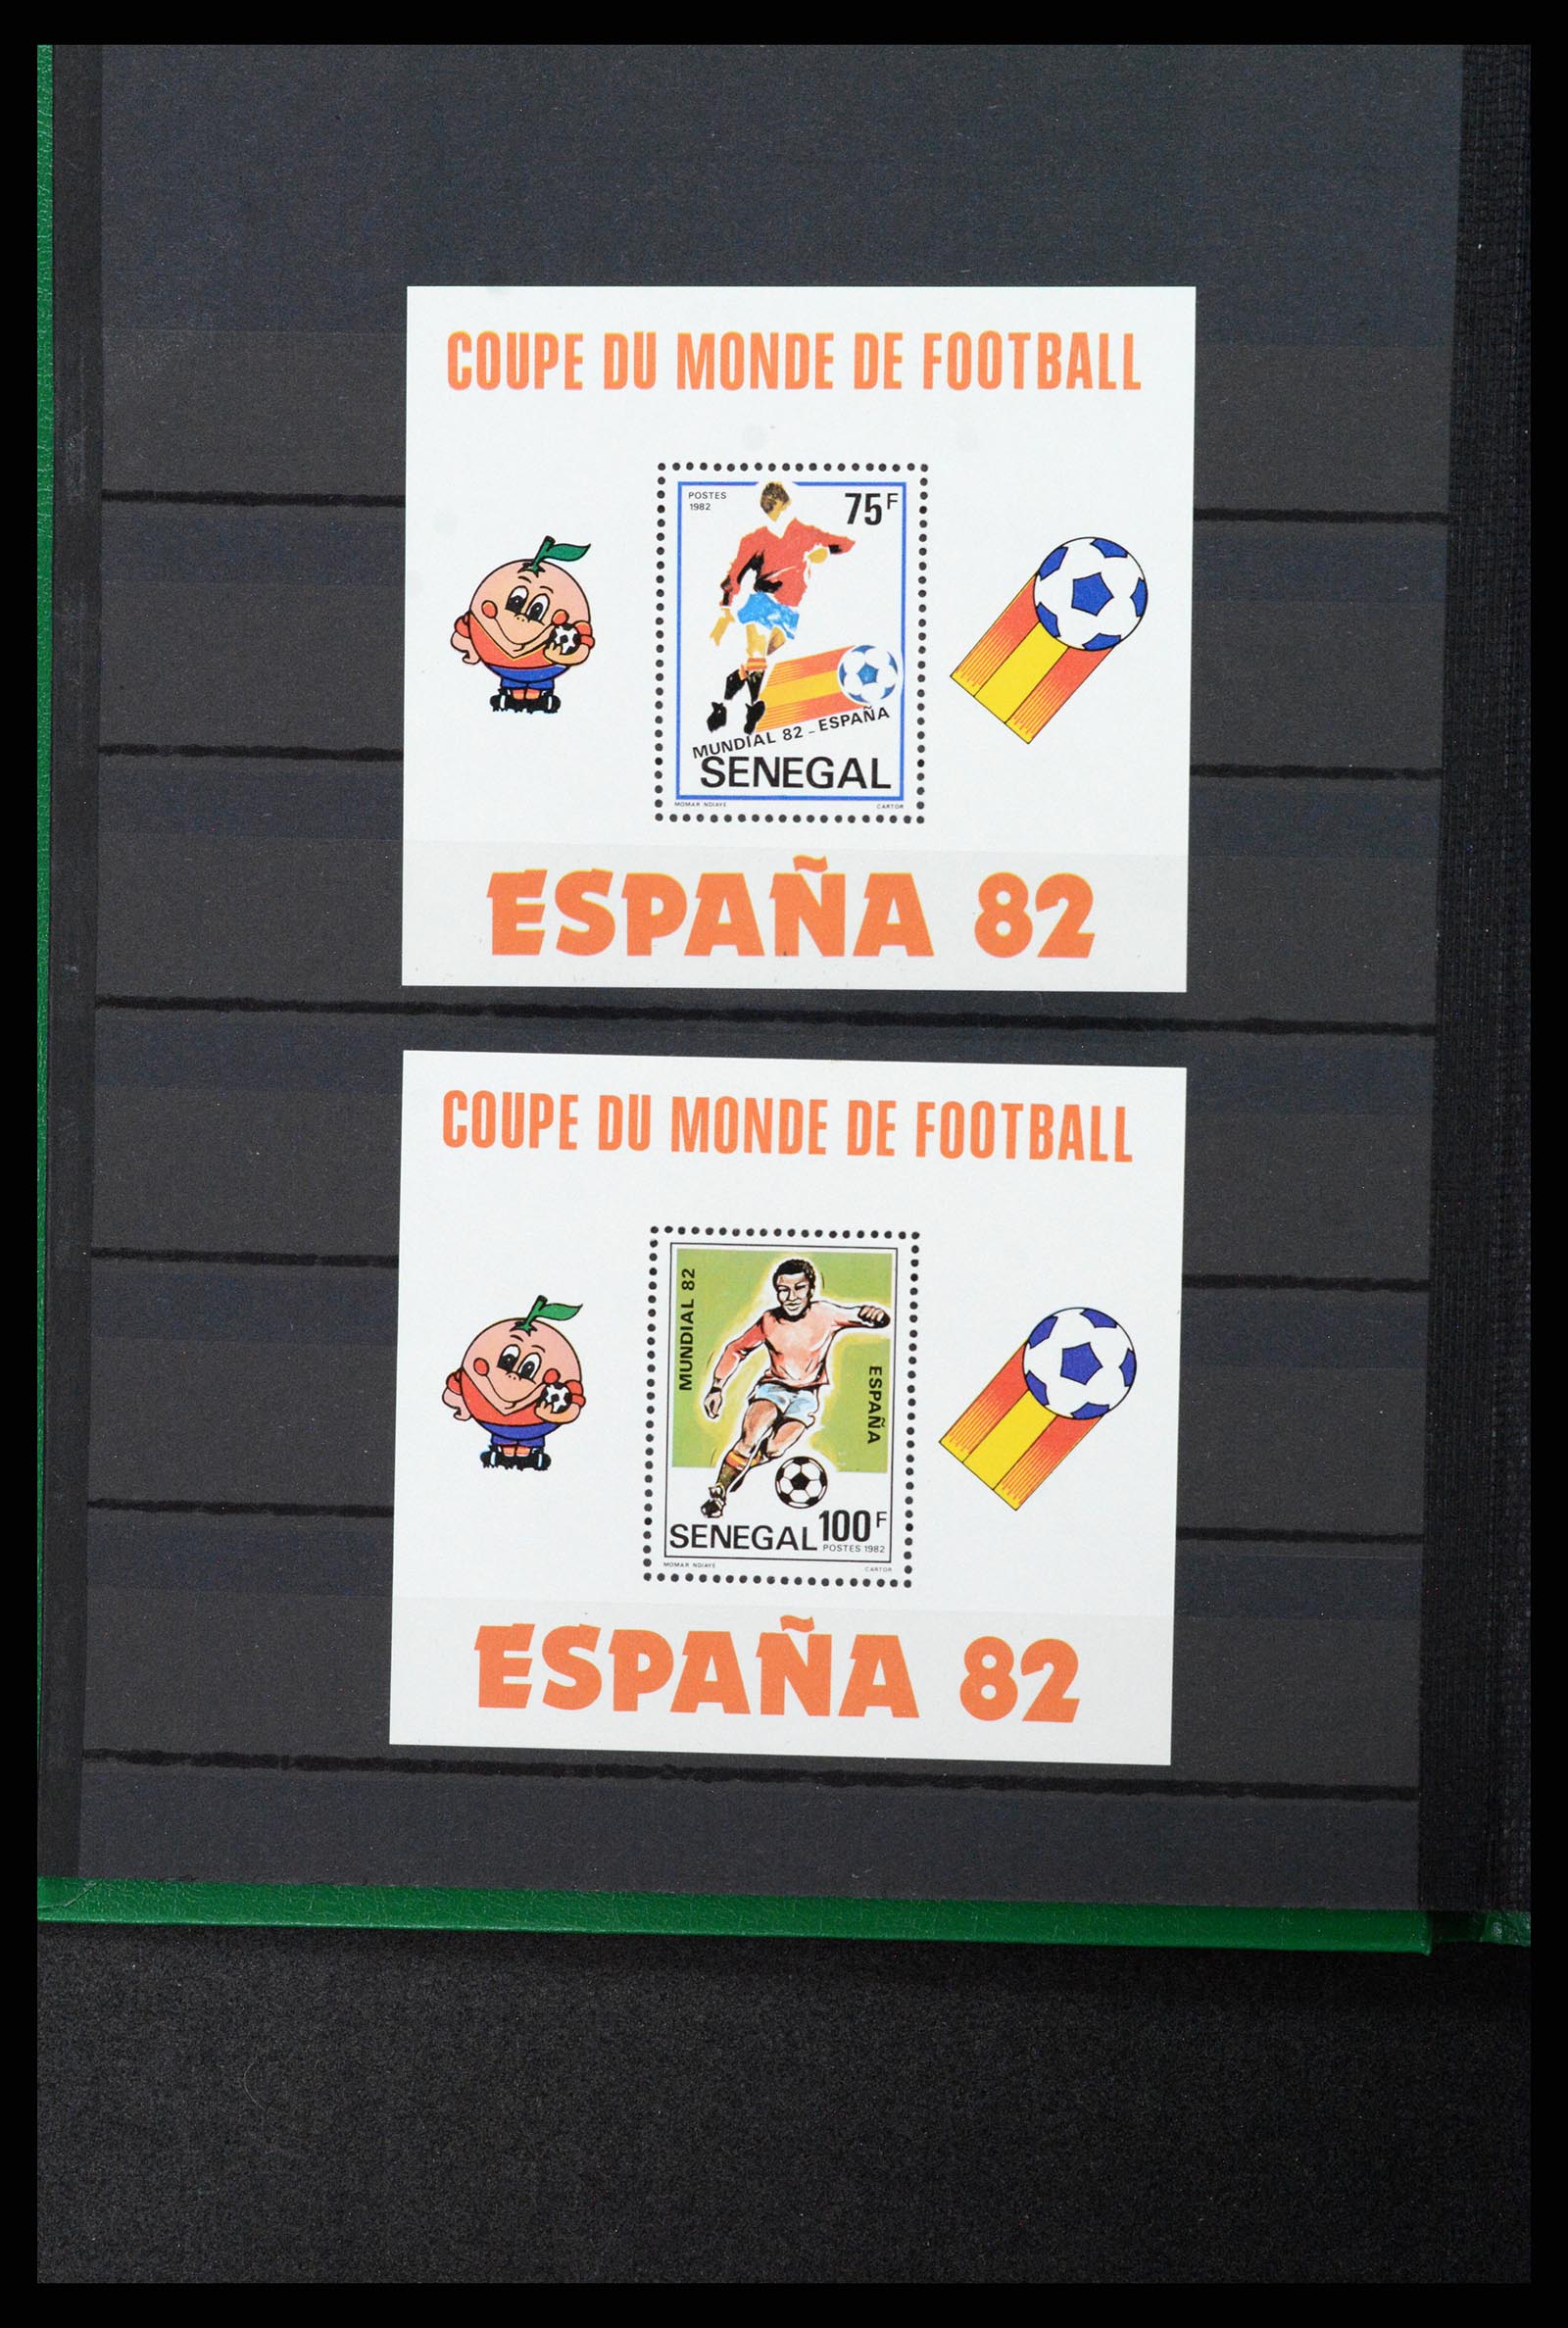 COUPE DU MONDE DE FOOTBALL
POSTES
1982
75F
MUNDIAL 82 - ESPAÑA
SENEGAL
MOMAR NDIAYE
CARTOR
ESPAÑA 82
COUPE DU MONDE DE FOOTBALL
MUNDIAL 82
ESPAÑA
SENEGAL 100F
POSTES 1982
MOMAR NDIAYE
CARTOR
ESPAÑA 82